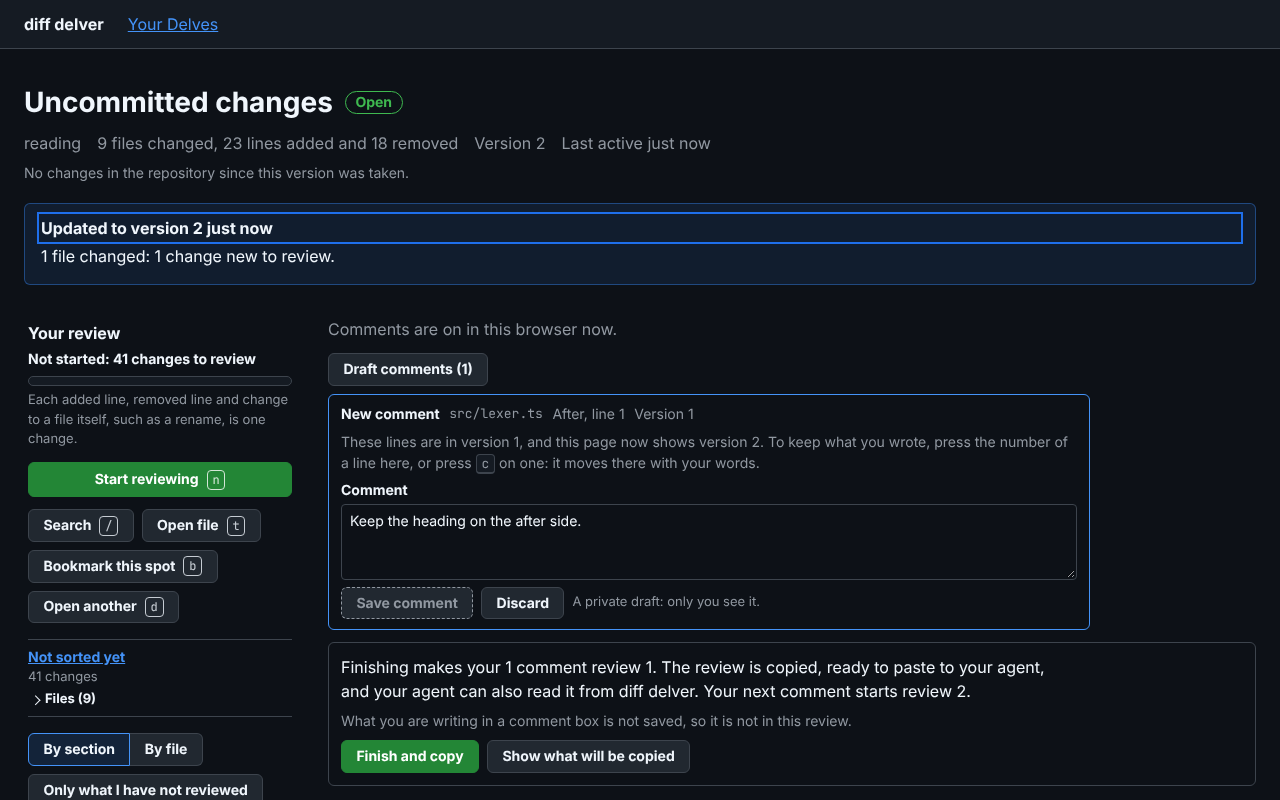 diff delver Your Delves
Uncommitted changes Open
reading 9 files changed, 23 lines added and 18 removed Version 2 Last active just now
No changes in the repository since this version was taken.
Updated to version 2 just now
1 file changed: 1 change new to review.
Your review
Not started: 41 changes to review
Each added line, removed line and change
to a file itself, such as a rename, is one
change.
Start reviewing n
Search / Open file t
Bookmark this spot b
Open another d
Not sorted yet
41 changes
Files (9)
By section By file
Only what I have not reviewed
Comments are on in this browser now.
Draft comments (1)
New comment src/lexer.ts After, line 1 Version 1
These lines are in version 1, and this page now shows version 2. To keep what you wrote, press the number of
a line here, or press c on one: it moves there with your words.
Comment
Keep the heading on the after side.
Save comment Discard A private draft: only you see it.
Finishing makes your 1 comment review 1. The review is copied, ready to paste to your agent,
and your agent can also read it from diff delver. Your next comment starts review 2.
What you are writing in a comment box is not saved, so it is not in this review.
Finish and copy Show what will be copied